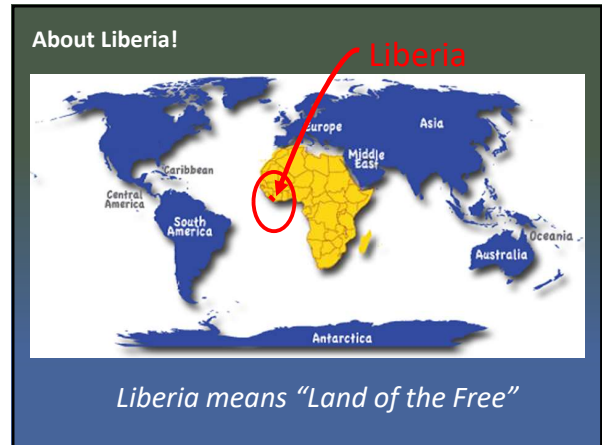 About Liberia!
Liberia
Europe
Asia
Middle
East
Caribbean
Central
America
South
America
Oceania
Australia
Antarctica
Liberia means “Land of the Free”